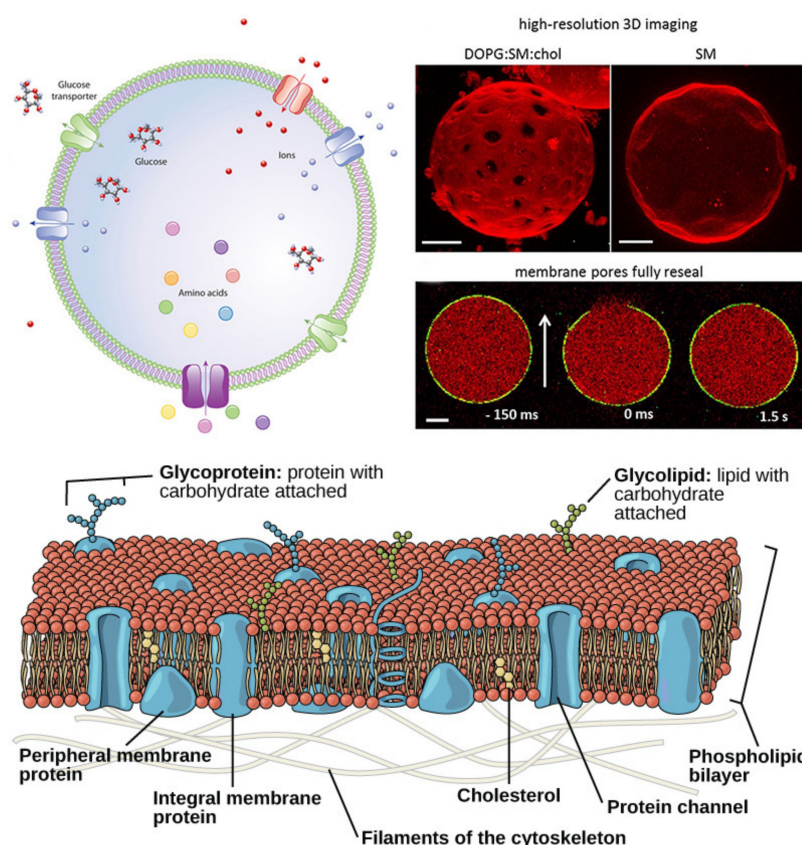 Glucose
transporter
Glucose
Ions
Amino acids
high-resolution 3D imaging
DOPG:SM:chol
SM
membrane pores fully reseal
- 150 ms
0 ms
1.5 s
Glycoprotein: protein with
carbohydrate attached
Glycolipid: lipid with
carbohydrate
attached
Peripheral membrane
protein
Integral membrane
protein
Filaments of the cytoskeleton
Cholesterol
Protein channel
Phospholipid
bilayer